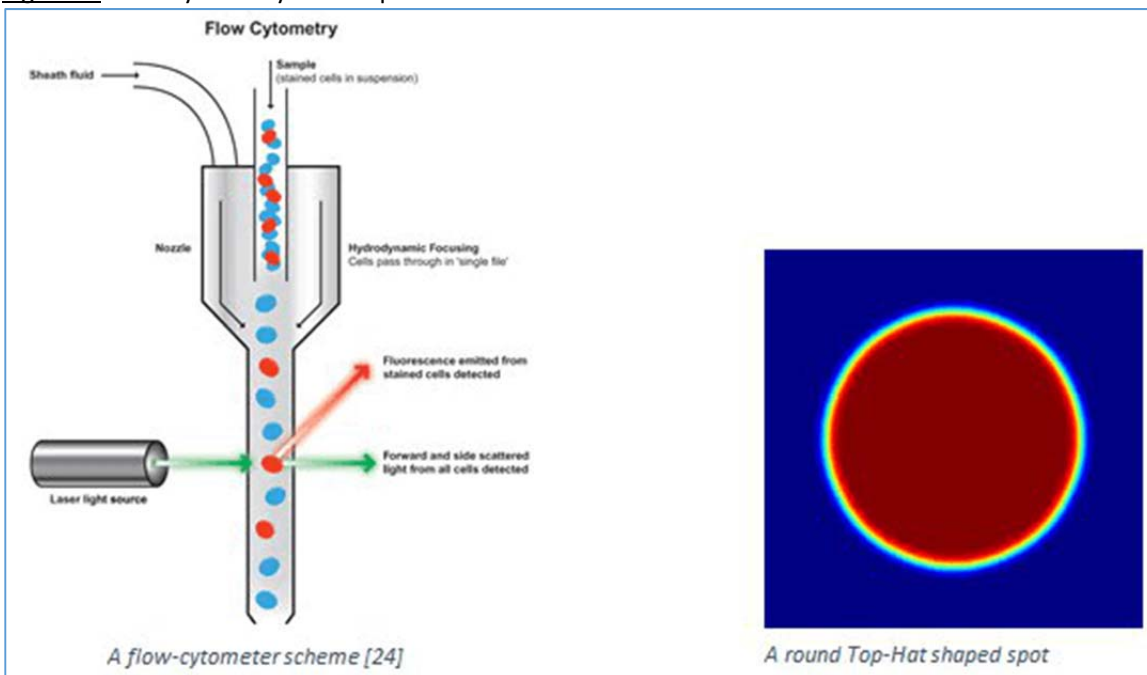 Flow Cytometry
Sheath fluid
Sample
(stained cells in suspension)
Nozzle
Hydrodynamic Focusing
Cells pass through in 'single file'
Fluorescence emitted from
stained cells detected
Forward and side scattered
light from all cells detected
Laser light source
A flow-cytometer scheme [24]
A round Top-Hat shaped spot